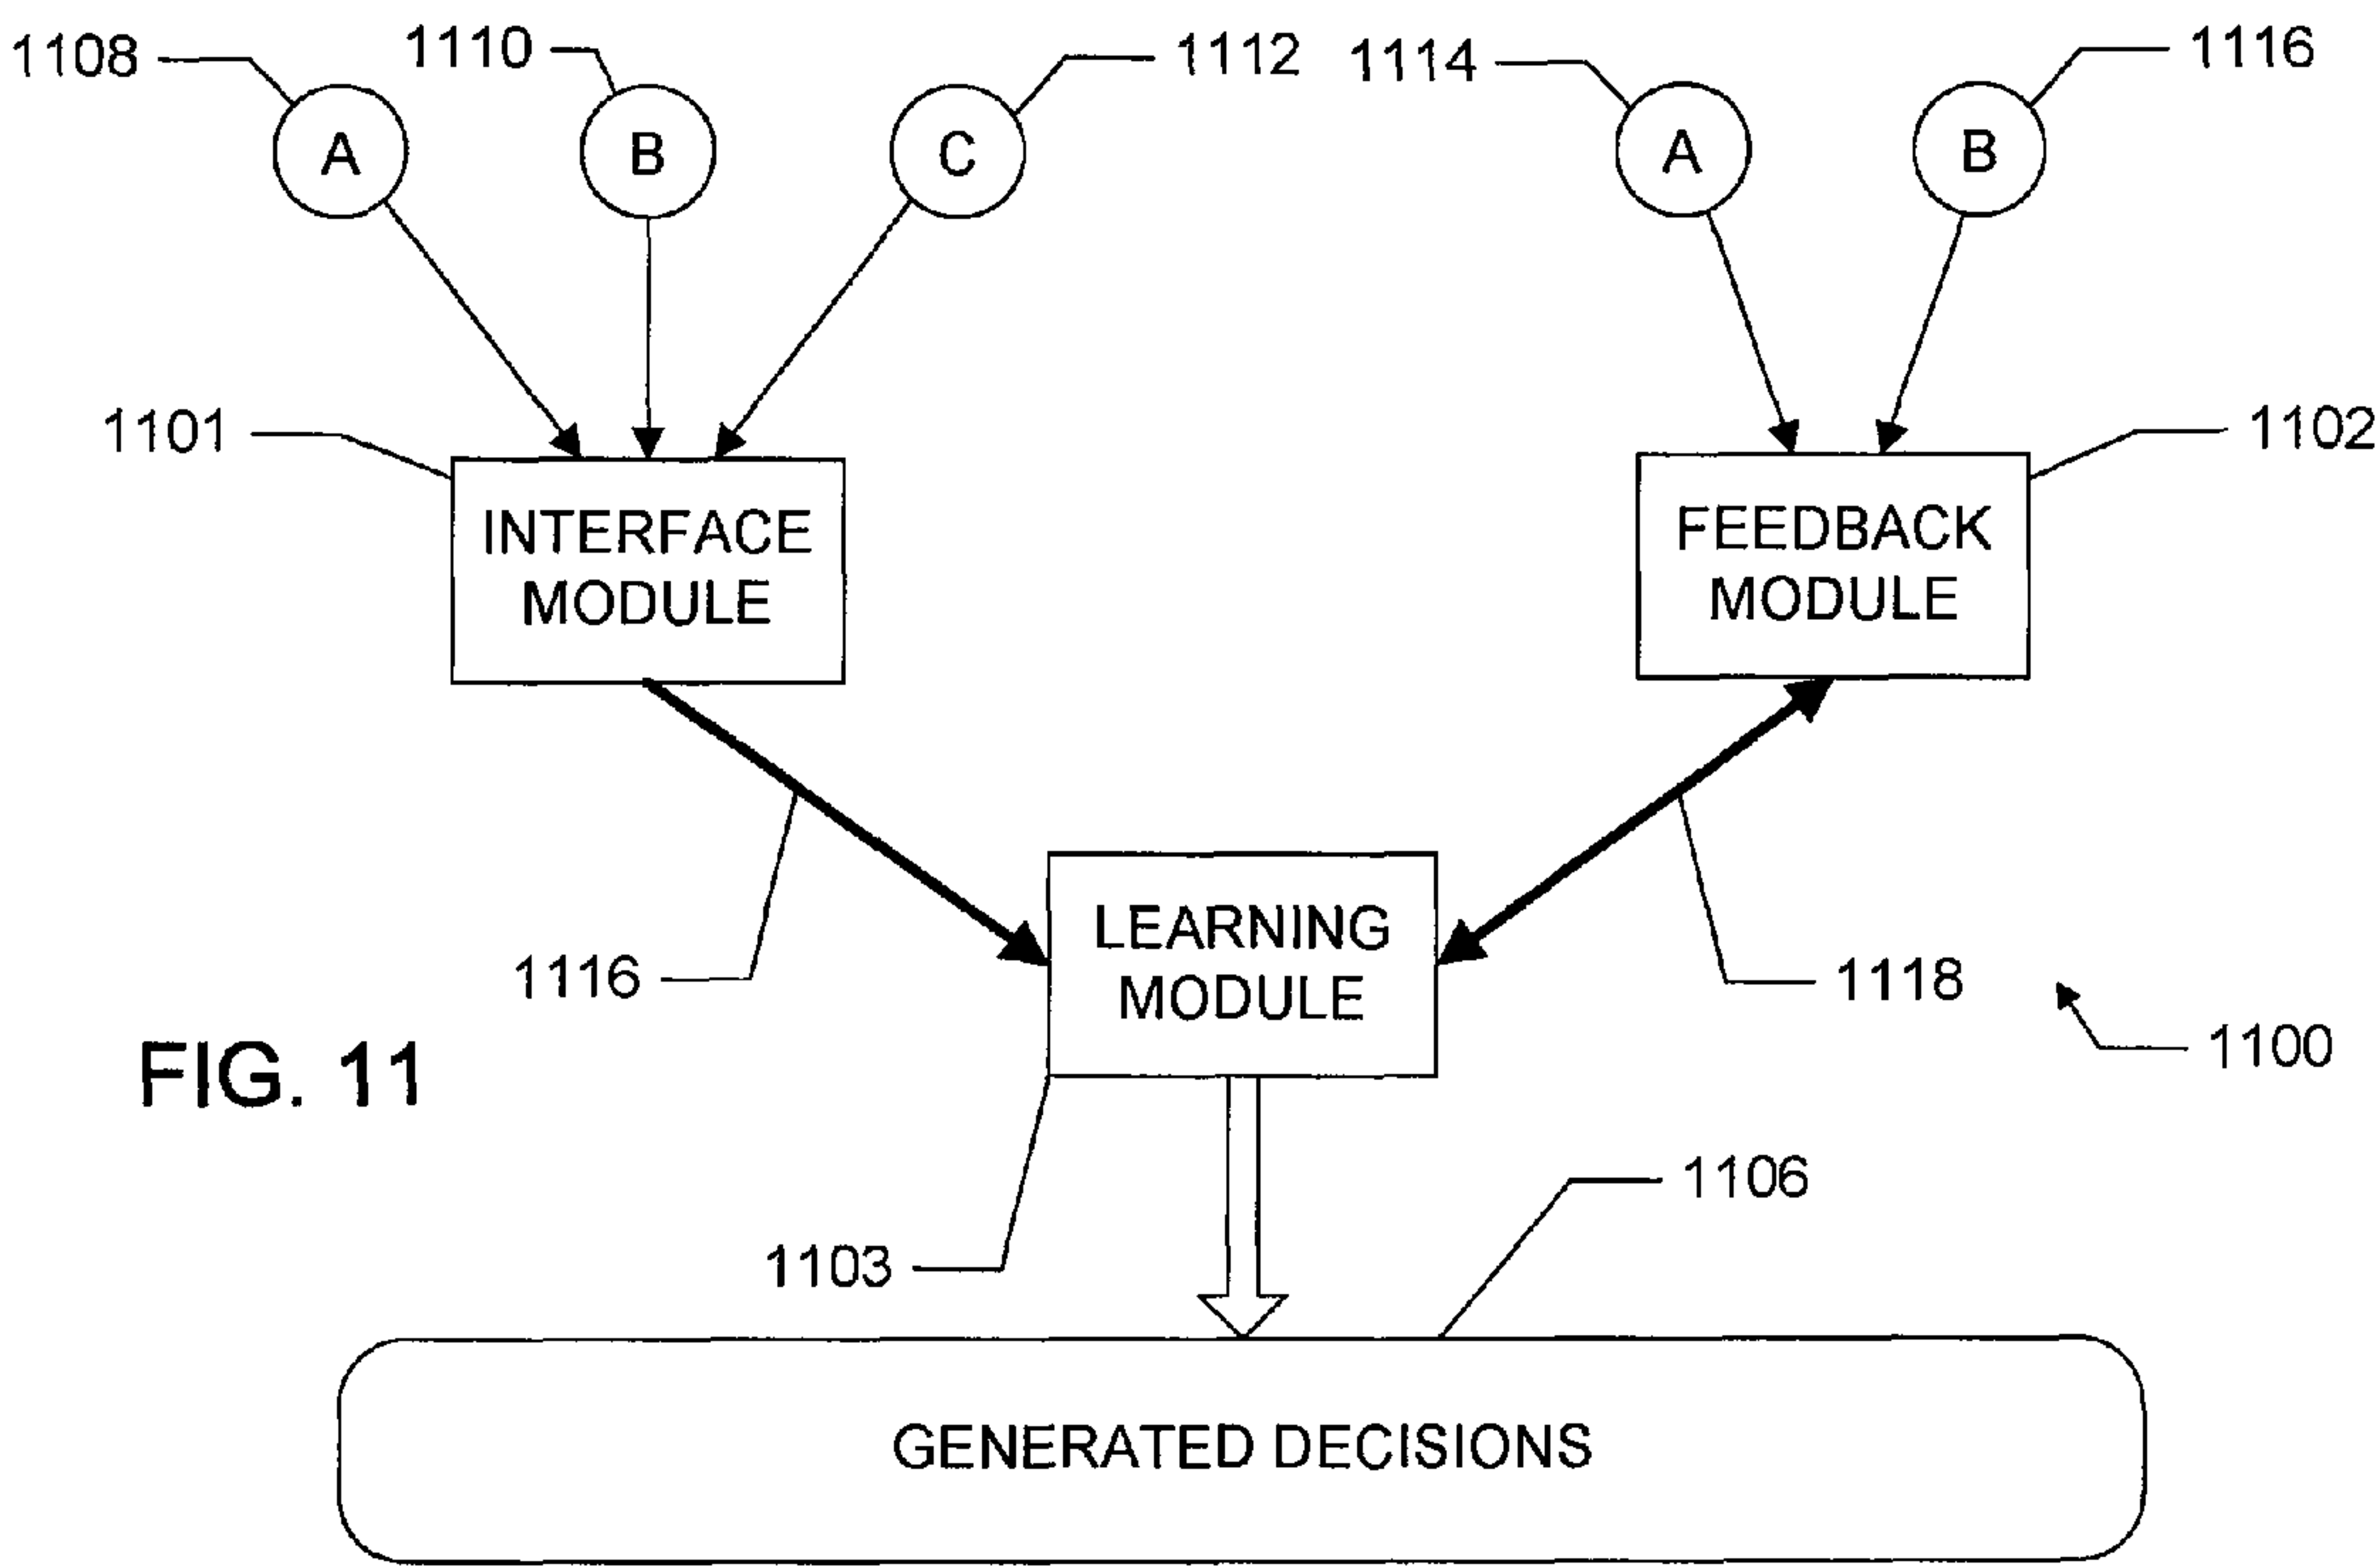 1108
1110
1112
1114
1116
A
B
C
A
B
1101
1102
INTERFACE
MODULE
FEEDBACK
MODULE
LEARNING
MODULE
1116
1118
1100
FIG. 11
1106
1103
GENERATED DECISIONS